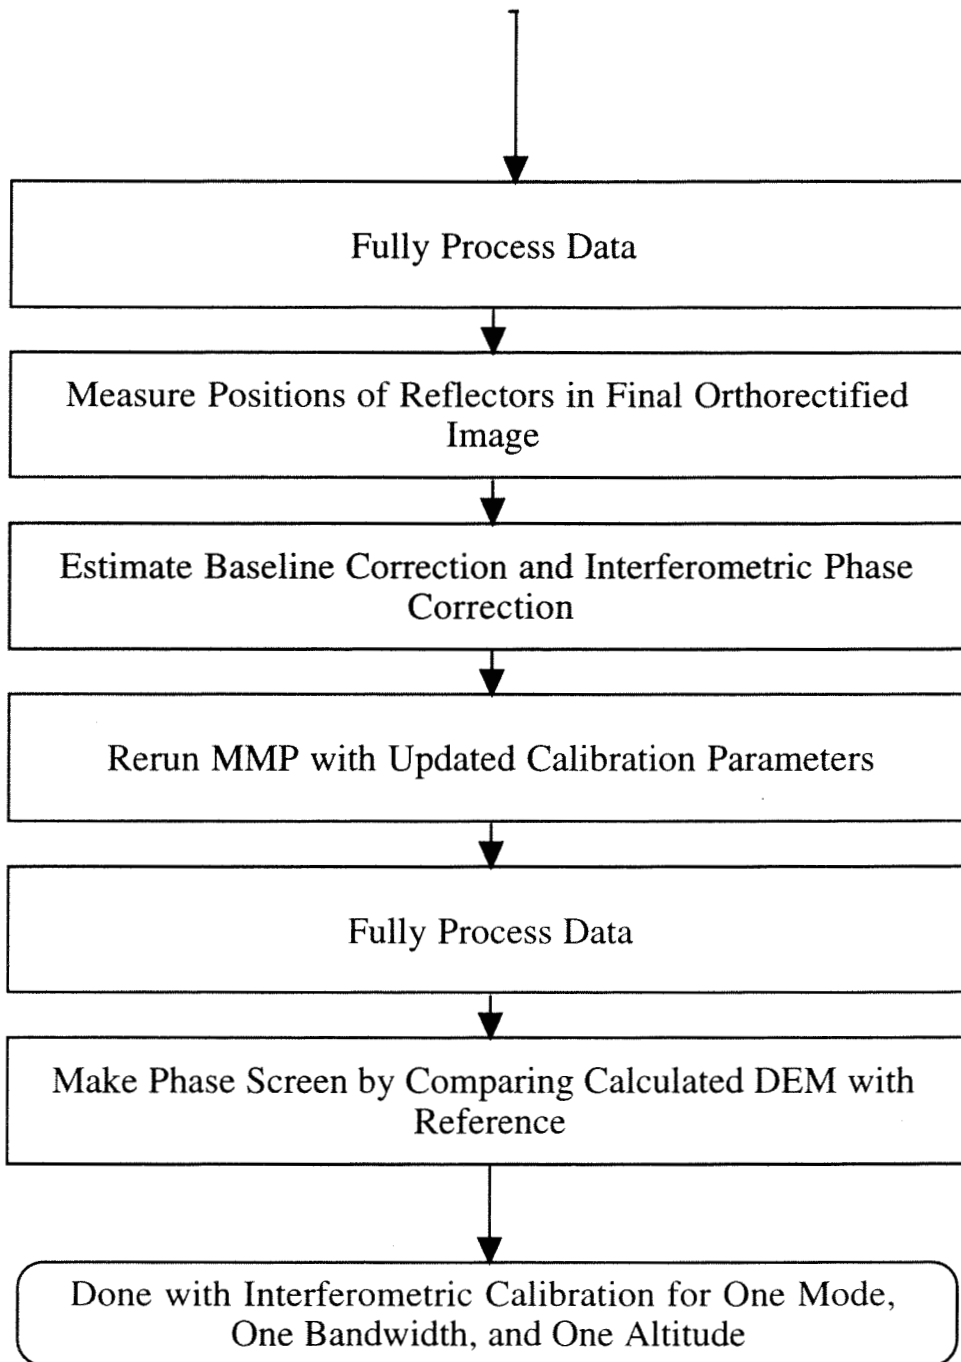 Fully Process Data
Measure Positions of Reflectors in Final Orthorectified
Image
Estimate Baseline Correction and Interferometric Phase
Correction
Rerun MMP with Updated Calibration Parameters
Fully Process Data
Make Phase Screen by Comparing Calculated DEM with
Reference
Done with Interferometric Calibration for One Mode,
One Bandwidth, and One Altitude